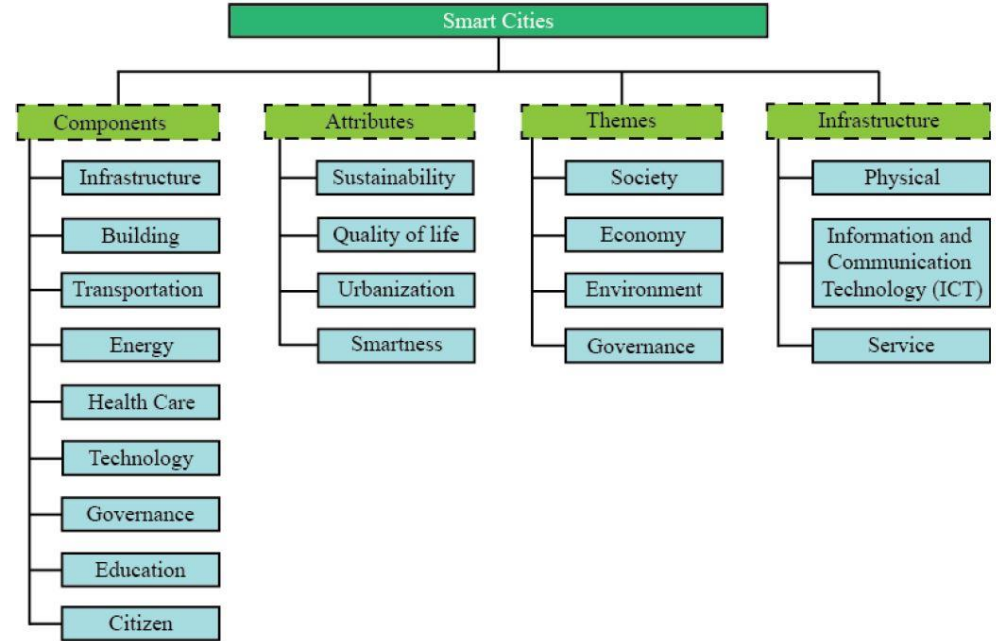 Smart Cities
Components
Infrastructure
Building
Transportation
Energy
Health Care
Technology
Governance
Education
Citizen
Attributes
Sustainability
Quality of life
Urbanization
Smartness
Themes
Society
Economy
Environment
Governance
Infrastructure
Physical
Information and
Communication
Technology (ICT)
Service